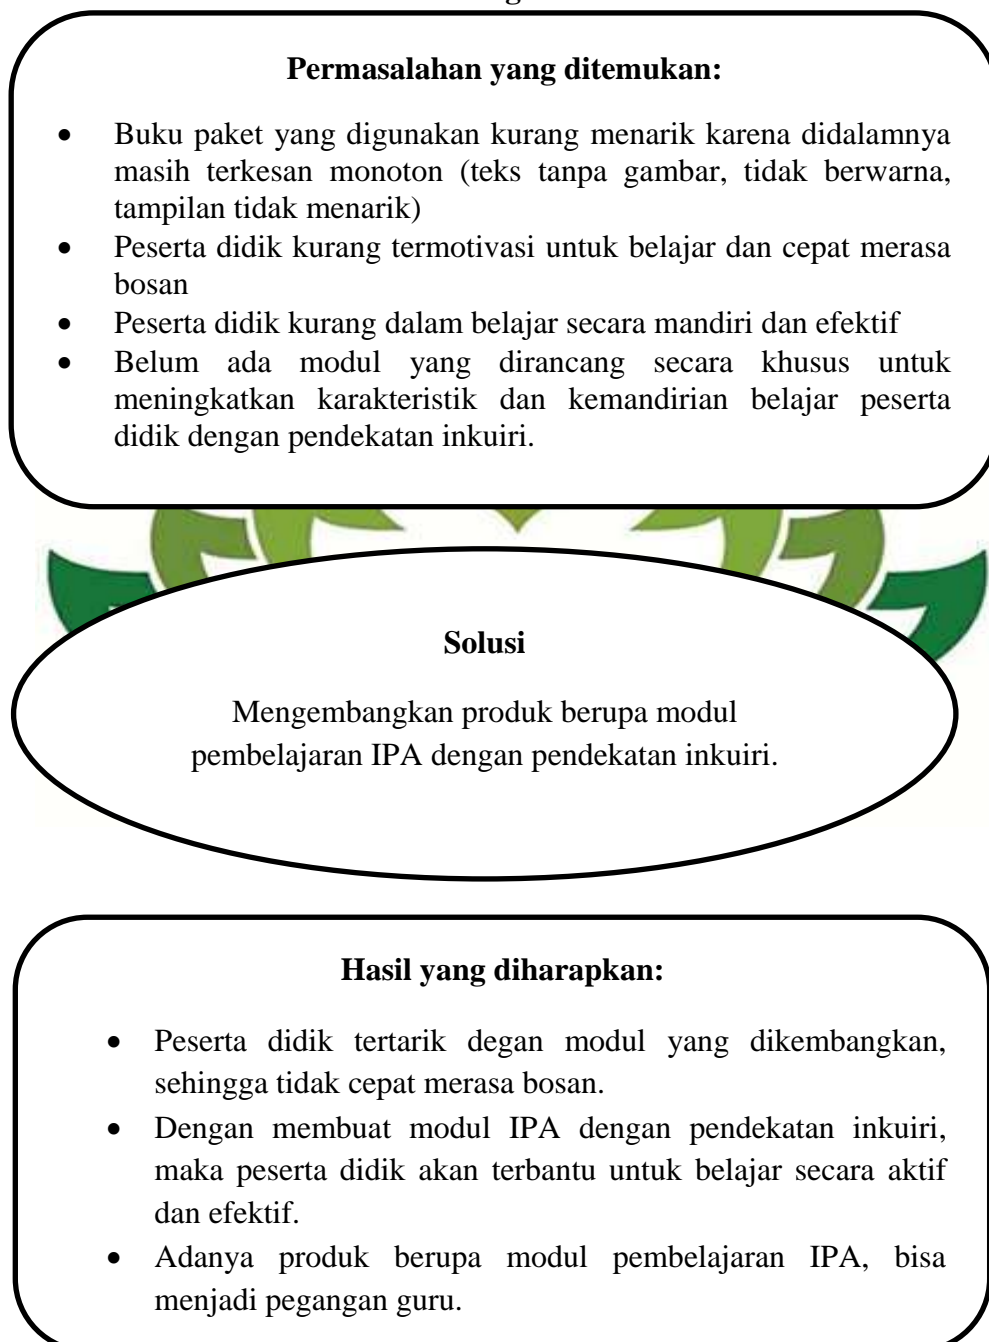 Permasalahan yang ditemukan:
• Buku paket yang digunakan kurang menarik karena didalamnya
masih terkesan monoton (teks tanpa gambar, tidak berwarna,
tampilan tidak menarik)
• Peserta didik kurang termotivasi untuk belajar dan cepat merasa
bosan
• Peserta didik kurang dalam belajar secara mandiri dan efektif
• Belum ada modul yang dirancang secara khusus untuk
meningkatkan karakteristik dan kemandirian belajar peserta
didik dengan pendekatan inkuiri.
Solusi
Mengembangkan produk berupa modul
pembelajaran IPA dengan pendekatan inkuiri.
Hasil yang diharapkan:
• Peserta didik tertarik degan modul yang dikembangkan,
sehingga tidak cepat merasa bosan.
• Dengan membuat modul IPA dengan pendekatan inkuiri,
maka peserta didik akan terbantu untuk belajar secara aktif
dan efektif.
• Adanya produk berupa modul pembelajaran IPA, bisa
menjadi pegangan guru.